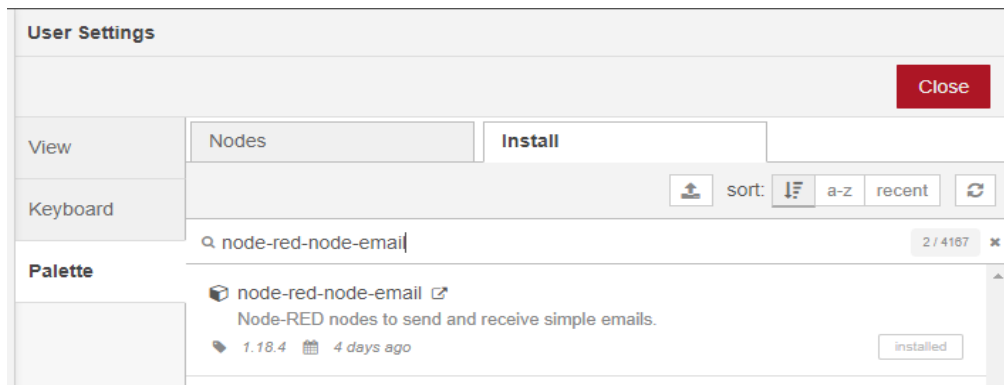 User Settings
Close
View
Keyboard
Palette
Nodes
Install
sort: a-z recent
node-red-node-email
2 / 4167
node-red-node-email
Node-RED nodes to send and receive simple emails.
1.18.4 4 days ago
installed